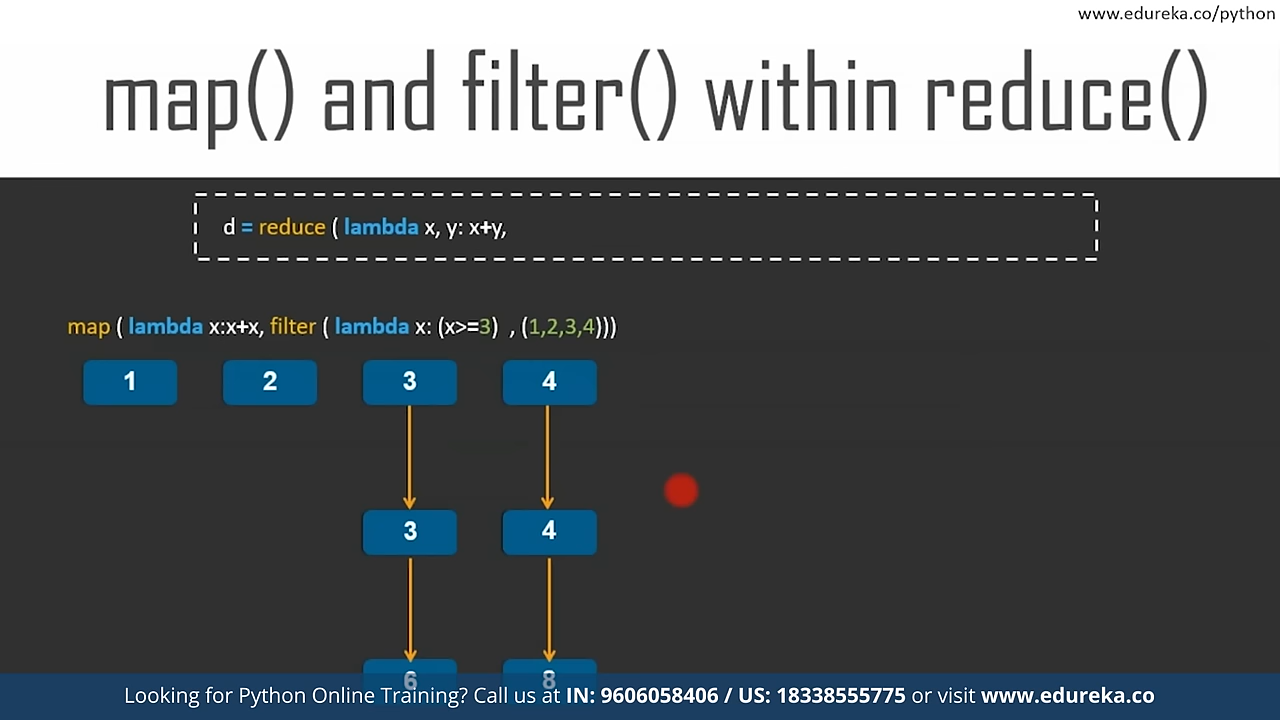 www.edureka.co/python
map() and filter() within reduce()
d = reduce ( lambda x, y: x+y,
map ( lambda x:x+x, filter ( lambda x: (x>=3) , (1,2,3,4)))
1 2 3 4
3 4
6 8
Looking for Python Online Training? Call us at IN: 9606058406 / US: 18338555775 or visit www.edureka.co